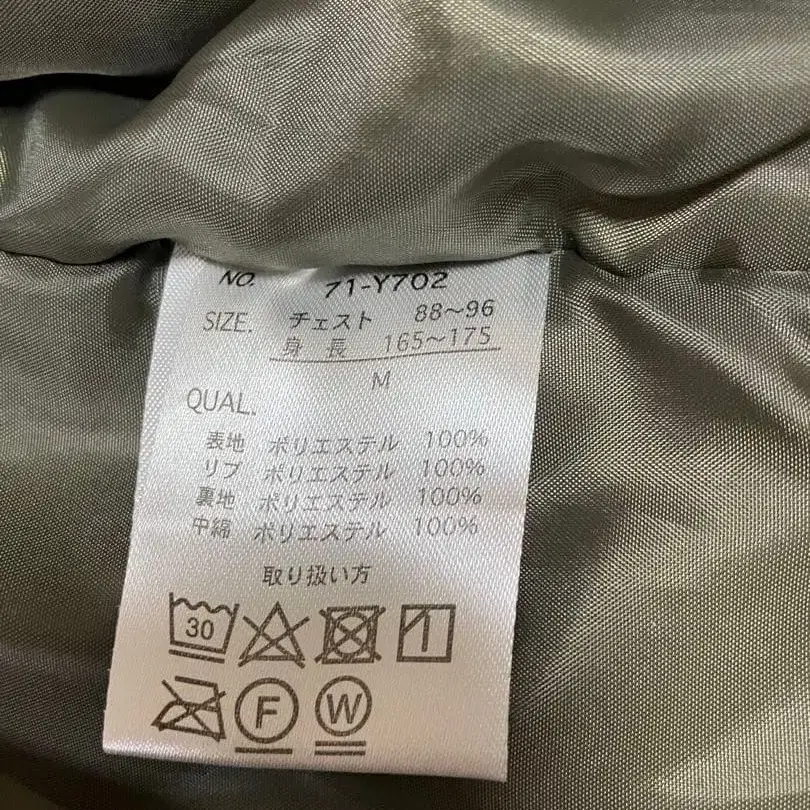 NO. 71-Y702
SIZE. チェスト 88～96
身長 165～175
M
QUAL.
表地 ポリエステル 100%
リブ ポリエステル 100%
裏地 ポリエステル 100%
中綿 ポリエステル 100%
取り扱い方
30
F W